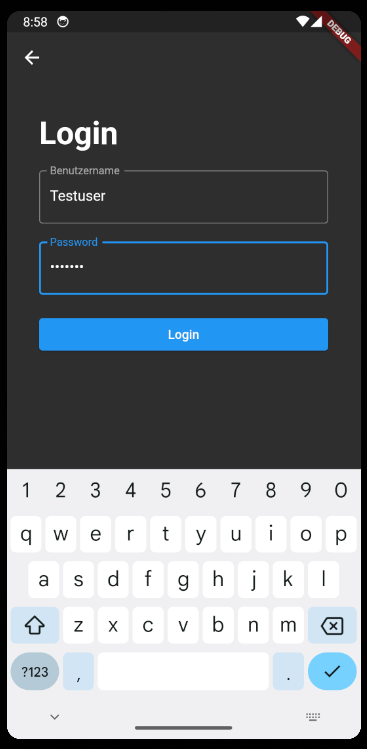 8:58
DEBUG
Login
Benutzername
Testuser
Password
•••••••
Login
1 2 3 4 5 6 7 8 9 0
q w e r t y u i o p
a s d f g h j k l
z x c v b n m
?123 , .